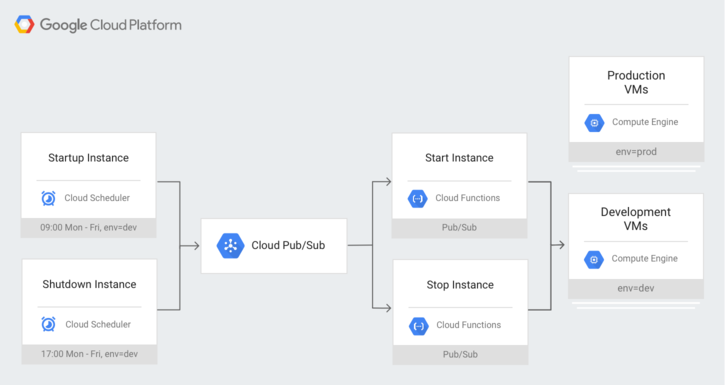 Google Cloud Platform
Startup Instance
Cloud Scheduler
09:00 Mon - Fri, env=dev
Shutdown Instance
Cloud Scheduler
17:00 Mon - Fri, env=dev
Cloud Pub/Sub
Start Instance
Cloud Functions
Pub/Sub
Stop Instance
Cloud Functions
Pub/Sub
Production
VMs
Compute Engine
env=prod
Development
VMs
Compute Engine
env=dev